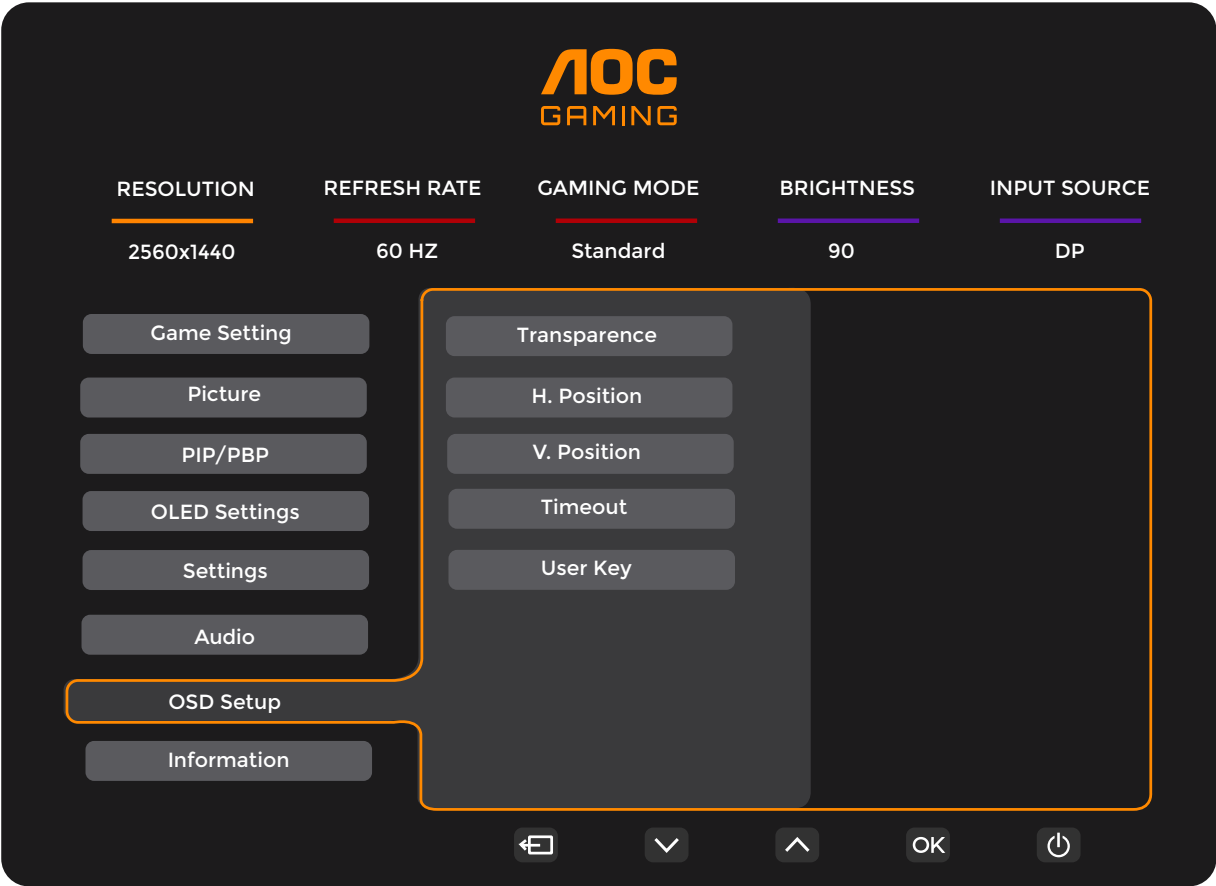 AOC
GAMING
RESOLUTION REFRESH RATE GAMING MODE BRIGHTNESS INPUT SOURCE
2560x1440 60 HZ Standard 90 DP
Game Setting Transparence
Picture H. Position
PIP/PBP V. Position
OLED Settings Timeout
Settings User Key
Audio
OSD Setup
Information
OK